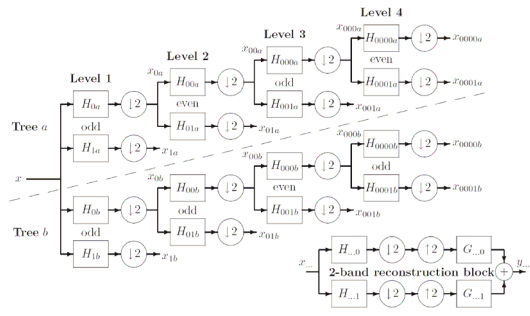 Level 4
x000a H0000a ↓2 x0000a
Level 3
even
x00a H000a ↓2 H0001a ↓2 x0001a
Level 2
odd
x0a H00a ↓2 H001a ↓2 x001a
Level 1
even
H0a ↓2 H01a ↓2 x01a
Tree a
odd
H1a ↓2 x1a
x
x000b H0000b ↓2 x0000b
x00b H000b ↓2 odd
x0b H00b ↓2 even H0001b ↓2 x0001b
H0b ↓2 odd H001b ↓2 x001b
Tree b
odd H01b ↓2 x01b
H1b ↓2 x1b
H...0 ↓2 ↑2 G...0
x... 2-band reconstruction block + y...
H...1 ↓2 ↑2 G...1